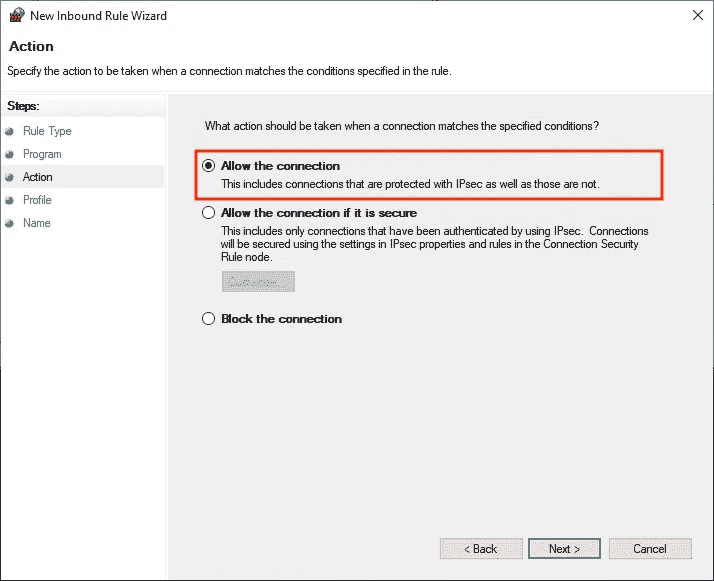 New Inbound Rule Wizard
Action
Specify the action to be taken when a connection matches the conditions specified in the rule.
Steps:
Rule Type
Program
Action
Profile
Name
What action should be taken when a connection matches the specified conditions?
Allow the connection
This includes connections that are protected with IPsec as well as those are not.
Allow the connection if it is secure
This includes only connections that have been authenticated by using IPsec. Connections
will be secured using the settings in IPsec properties and rules in the Connection Security
Rule node.
Customize...
Block the connection
< Back
Next >
Cancel